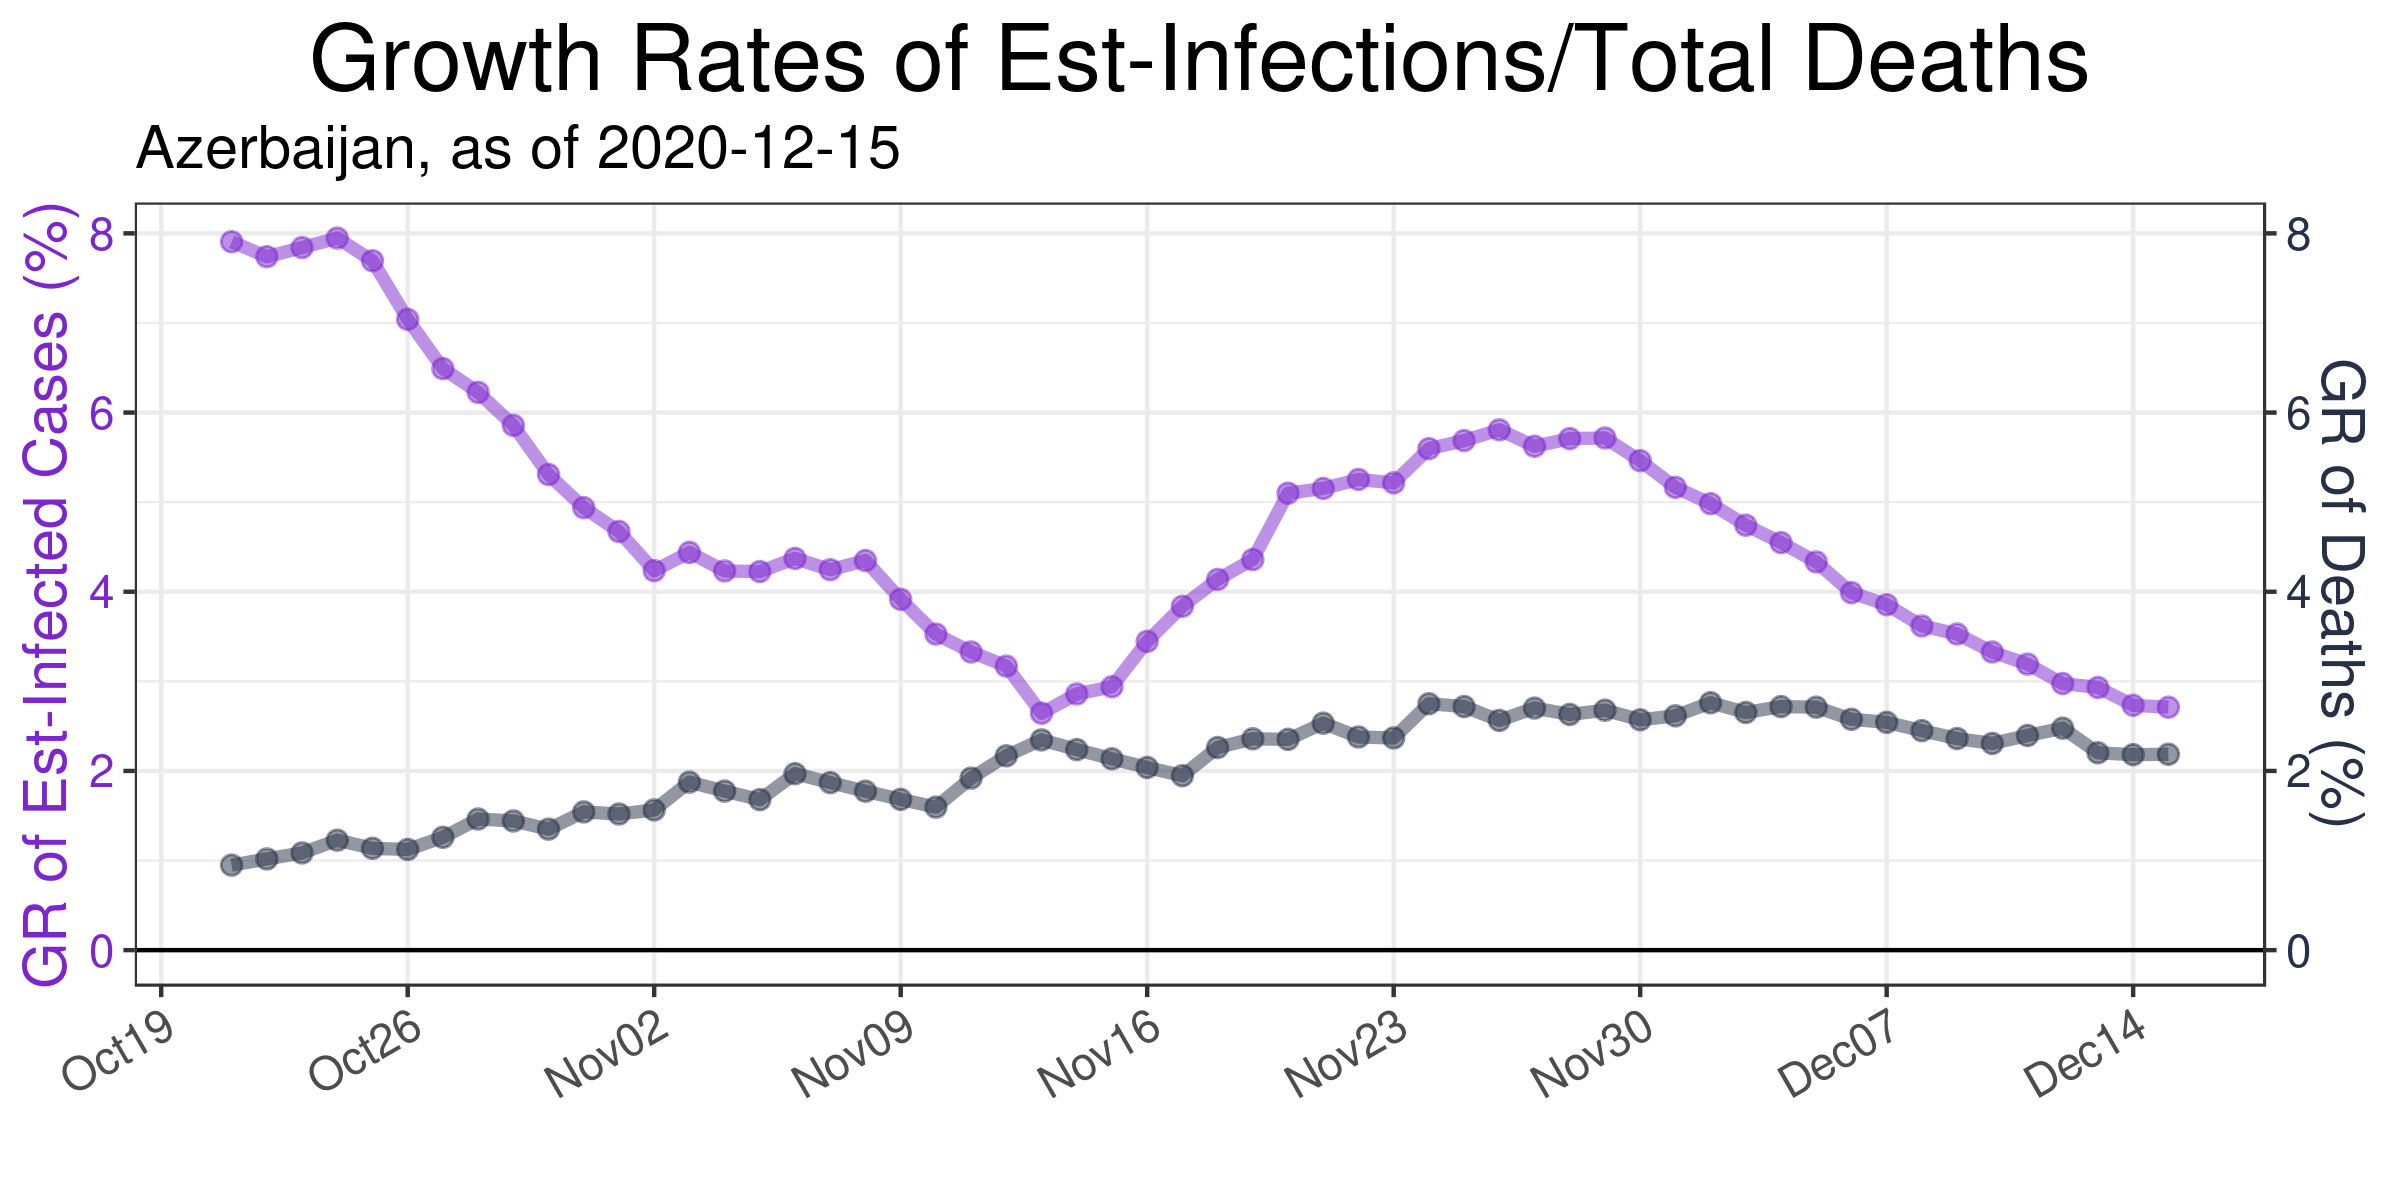 Growth Rates of Est-Infections/Total Deaths
Azerbaijan, as of 2020-12-15
GR of Est-Infected Cases (%)
8
6
4
2
0
8
6
4
2
0
GR of Deaths (%)
Oct19
Oct26
Nov02
Nov09
Nov16
Nov23
Nov30
Dec07
Dec14